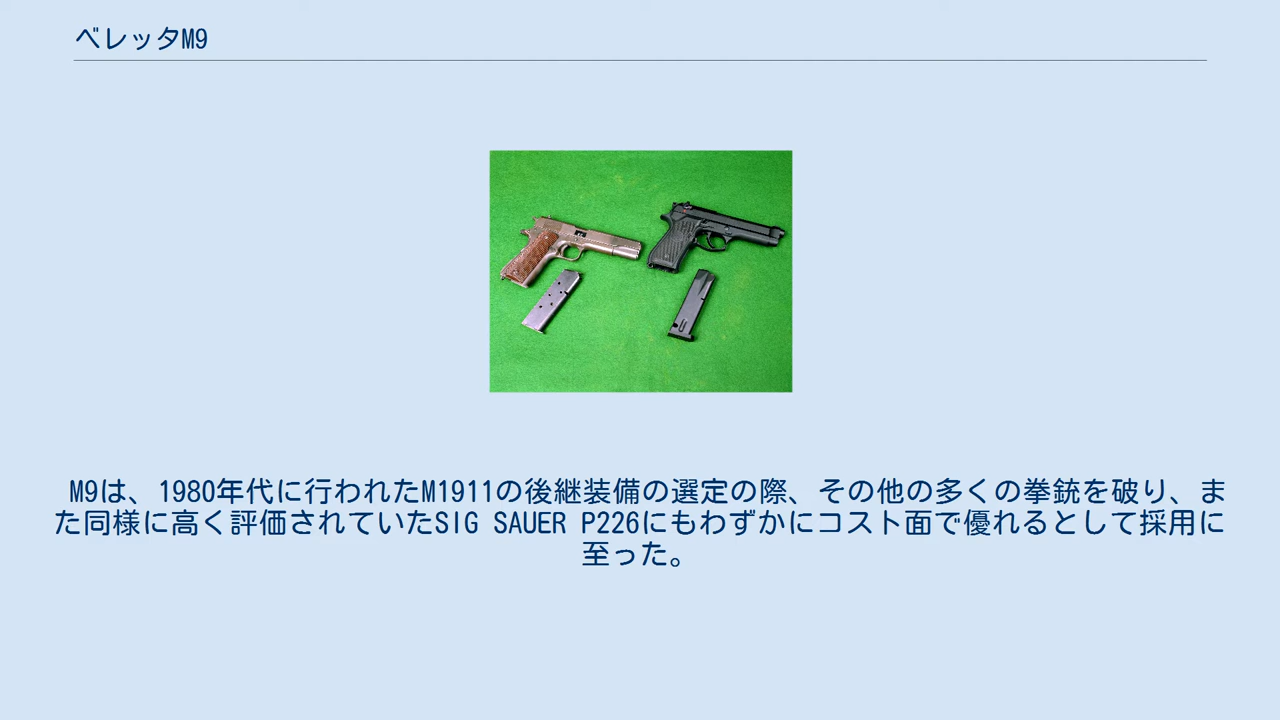 ベレッタM9
M9は、1980年代に行われたM1911の後継装備の選定の際、その他の多くの拳銃を破り、ま
た同様に高く評価されていたSIG SAUER P226にもわずかにコスト面で優れるとして採用に
至った。